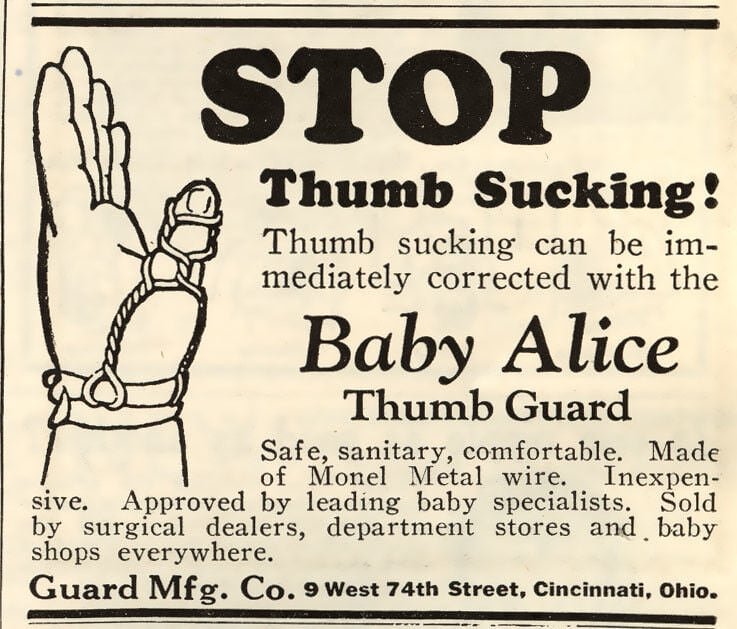 STOP
Thumb Sucking!
Thumb sucking can be im-
mediately corrected with the
Baby Alice
Thumb Guard
Safe, sanitary, comfortable. Made
of Monel Metal wire. Inexpen-
sive. Approved by leading baby specialists. Sold
by surgical dealers, department stores and baby
shops everywhere.
Guard Mfg. Co. 9 West 74th Street, Cincinnati, Ohio.